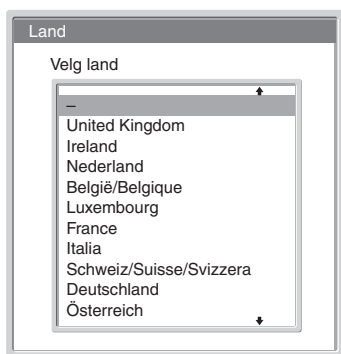 Land
Velg land
–
United Kingdom
Ireland
Nederland
België/Belgique
Luxembourg
France
Italia
Schweiz/Suisse/Svizzera
Deutschland
Österreich